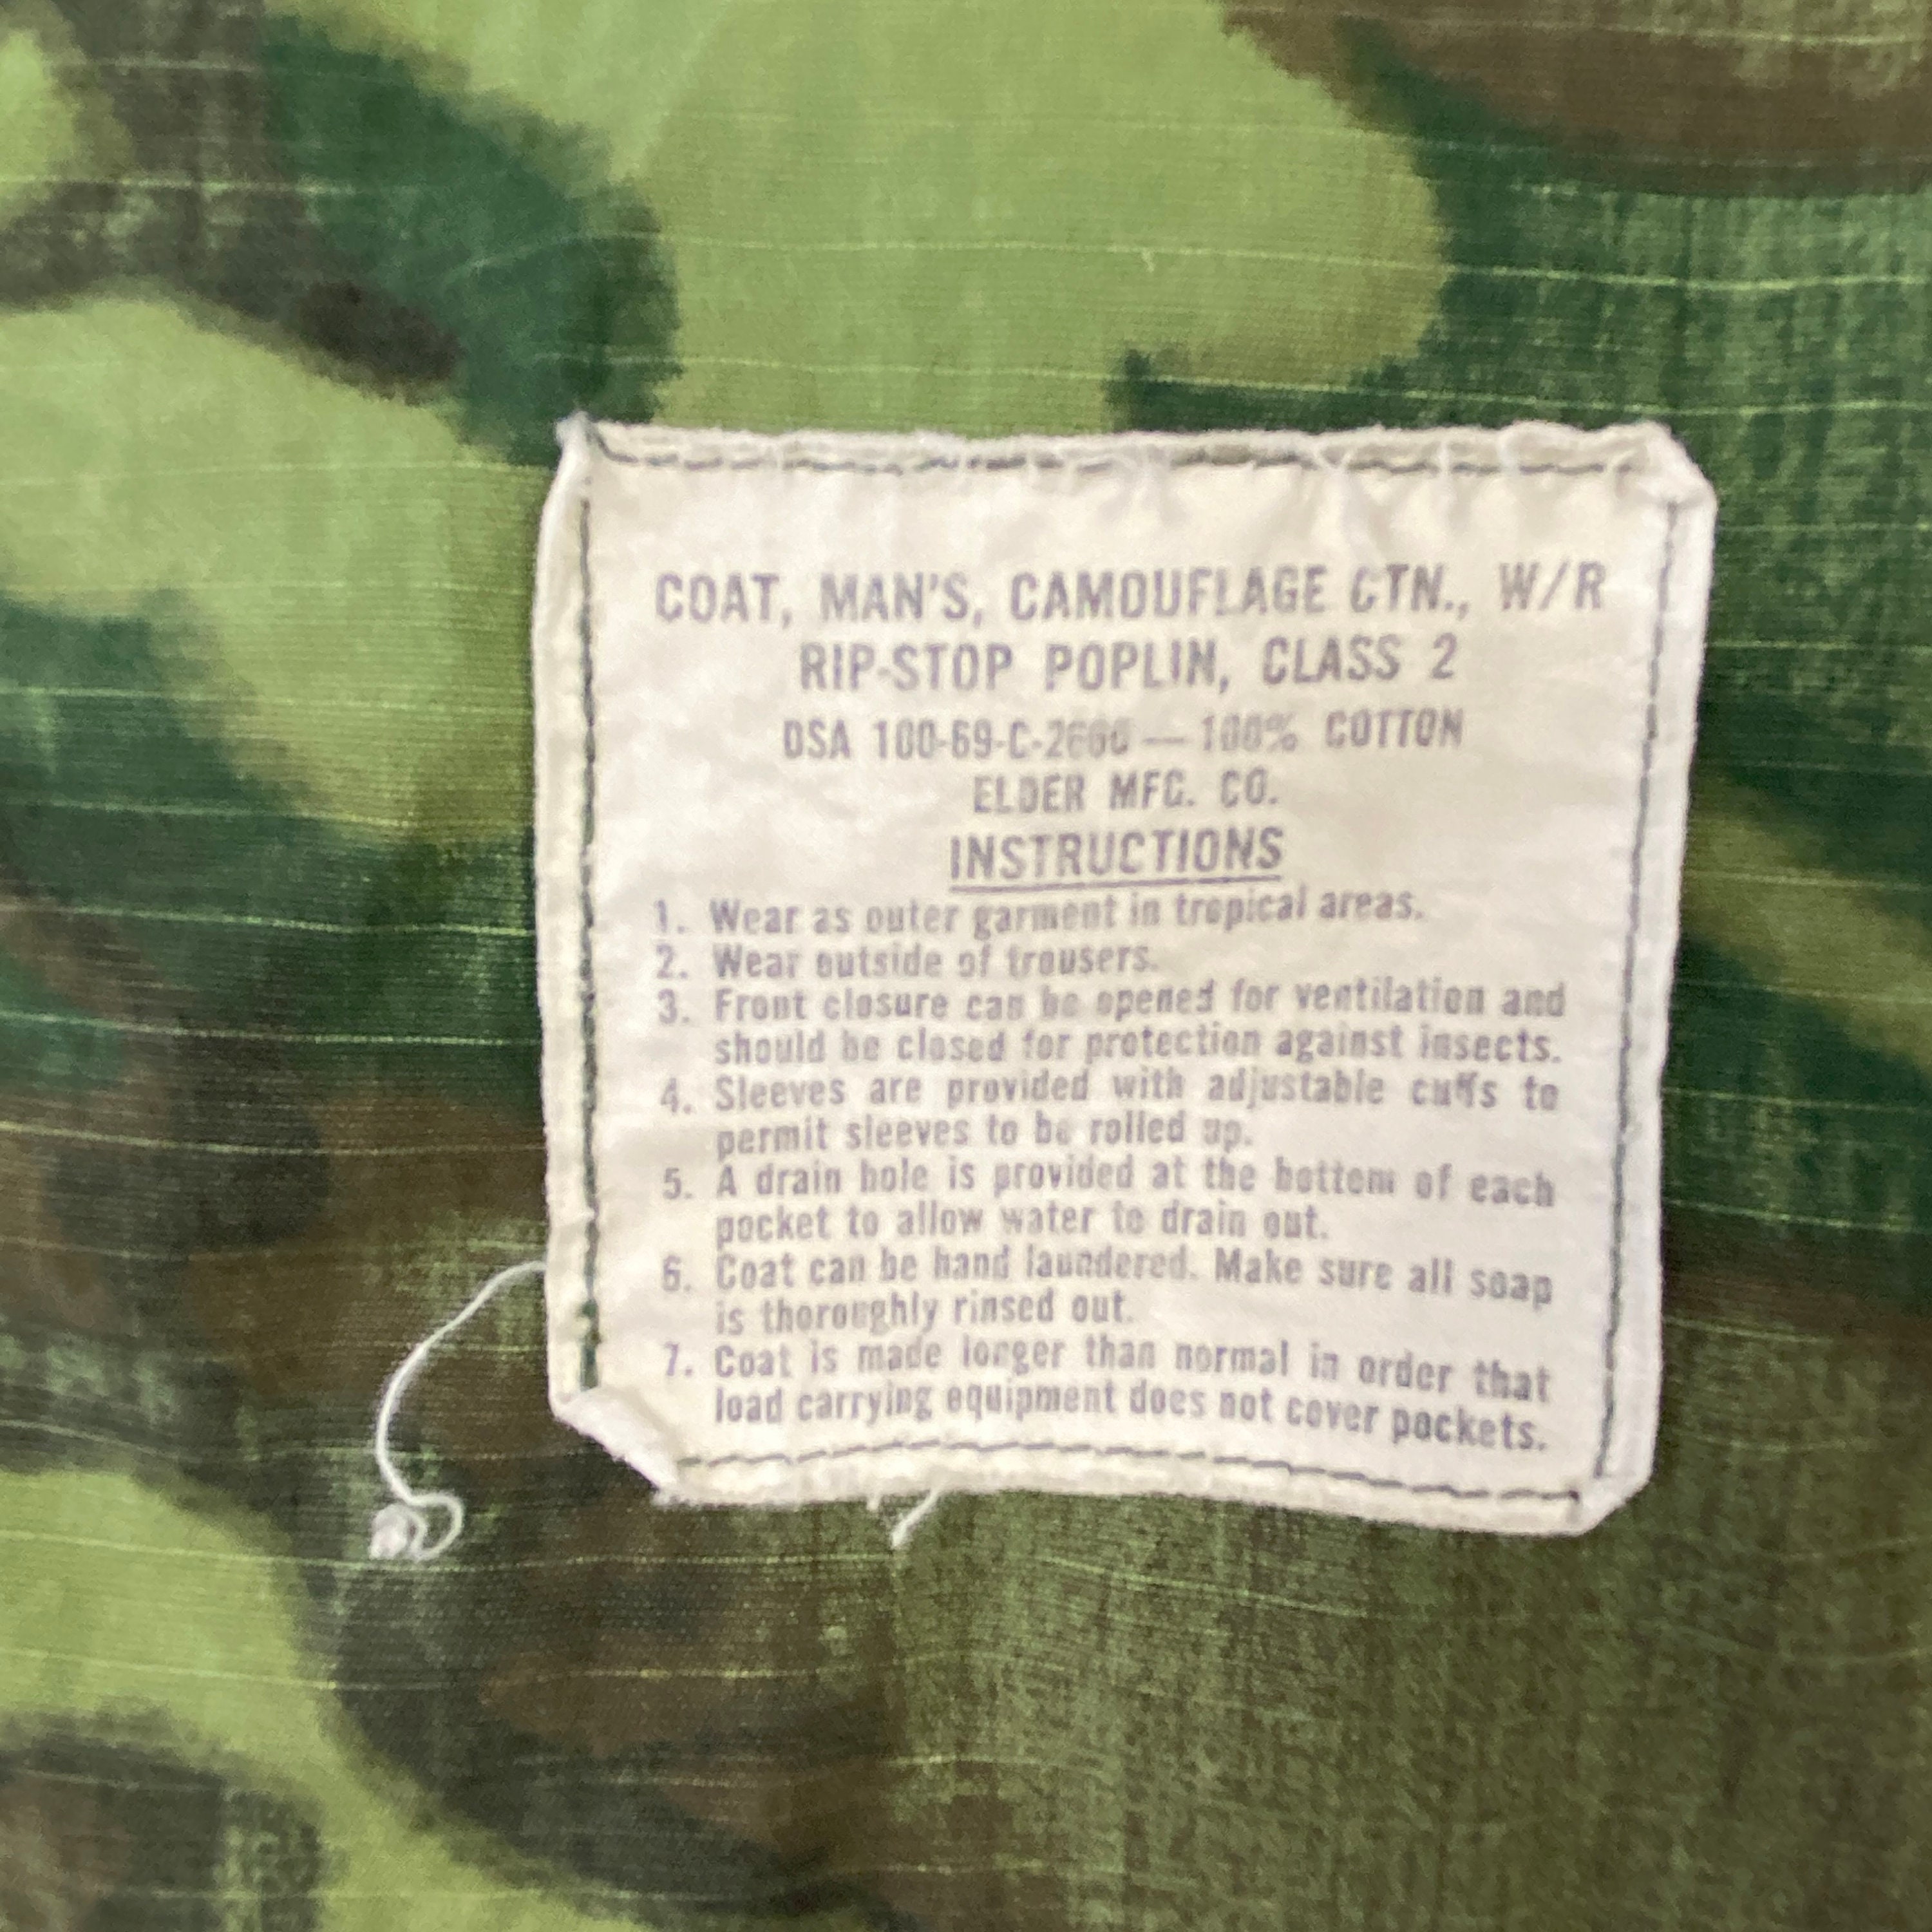 COAT, MAN'S, CAMOUFLAGE CTN., W/R
RIP-STOP POPLIN, CLASS 2
DSA 100-69-C- — 100% COTTON
ELDER MFG. CO.
INSTRUCTIONS
1. Wear as outer garment in tropical areas.
2. Wear outside of trousers.
3. Front closure can be opened for ventilation and
should be closed for protection against insects.
4. Sleeves are provided with adjustable cuffs to
permit sleeves to be rolled up.
5. A drain hole is provided at the bottom of each
pocket to allow water to drain out.
6. Coat can be hand laundered. Make sure all soap
is thoroughly rinsed out.
7. Coat is made longer than normal in order that
load carrying equipment does not cover pockets.